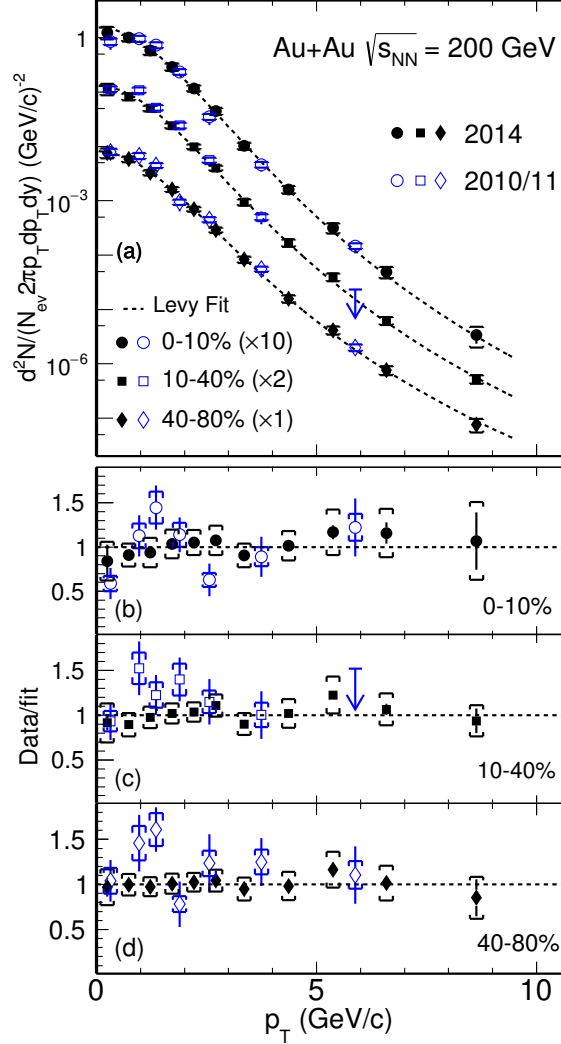 Au+Au √s_NN = 200 GeV
2014
2010/11
(a)
Levy Fit
0-10% (×10)
10-40% (×2)
40-80% (×1)
d²N/(N_ev 2πp_T dp_T dy) (GeV/c)⁻²
1
10⁻³
10⁻⁶
1.5
1
0.5
(b)
0-10%
1.5
1
0.5
(c)
10-40%
Data/fit
1.5
1
0.5
(d)
40-80%
0 5 10
p_T (GeV/c)